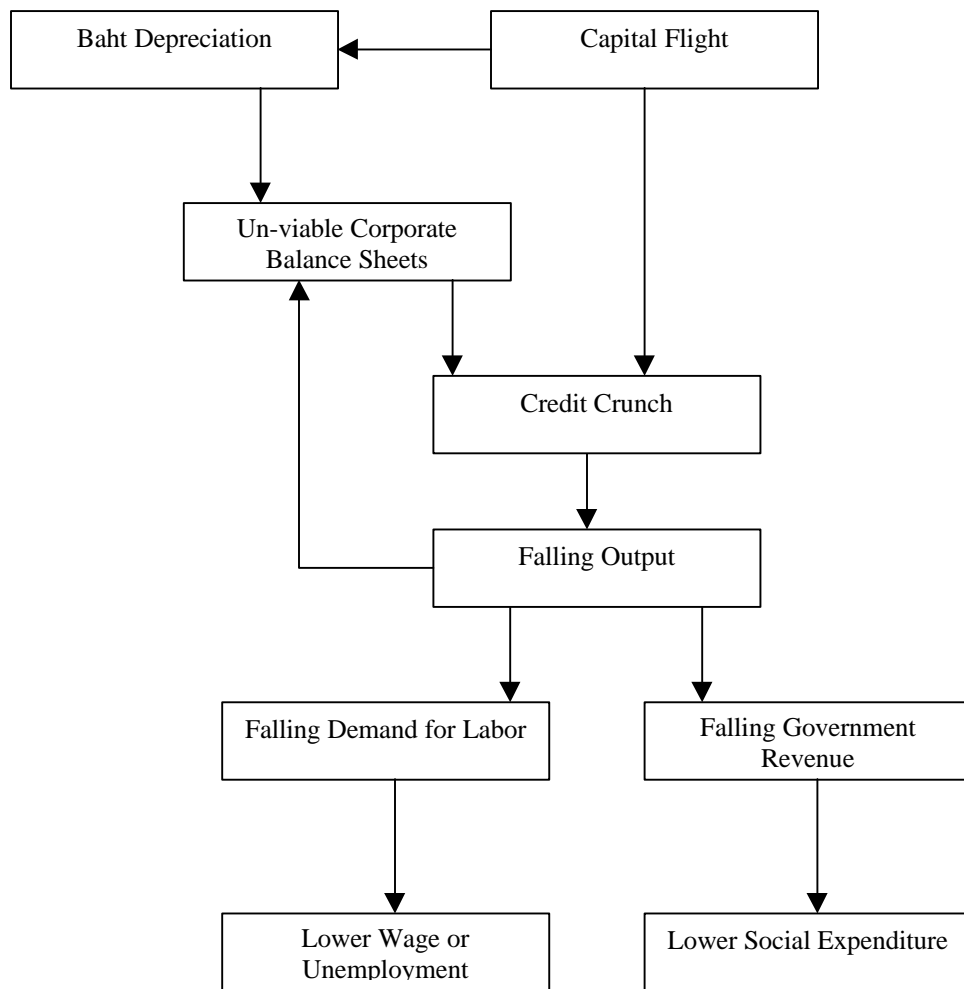 Baht Depreciation
Capital Flight
Un-viable Corporate
Balance Sheets
Credit Crunch
Falling Output
Falling Demand for Labor
Falling Government
Revenue
Lower Wage or
Unemployment
Lower Social Expenditure